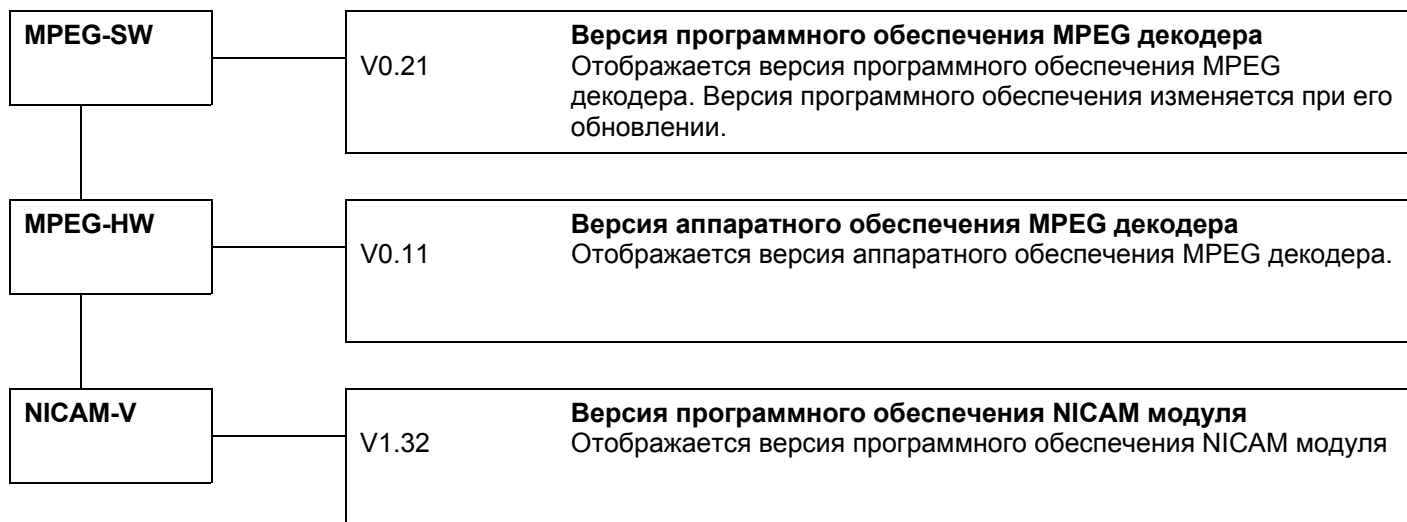 MPEG-SW
V0.21
Версия программного обеспечения MPEG декодера
Отображается версия программного обеспечения MPEG
декодера. Версия программного обеспечения изменяется при его
обновлении.
MPEG-HW
V0.11
Версия аппаратного обеспечения MPEG декодера
Отображается версия аппаратного обеспечения MPEG декодера.
NICAM-V
V1.32
Версия программного обеспечения NICAM модуля
Отображается версия программного обеспечения NICAM модуля